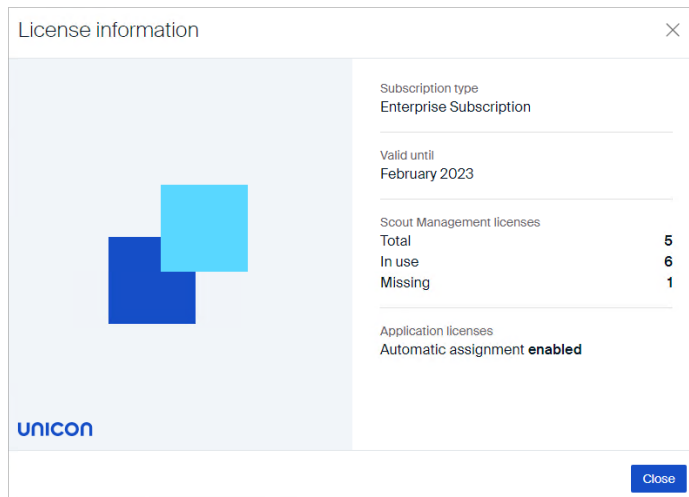 License information
Subscription type
Enterprise Subscription
Valid until
February 2023
Scout Management licenses
Total 5
In use 6
Missing 1
Application licenses
Automatic assignment enabled
unicon
Close